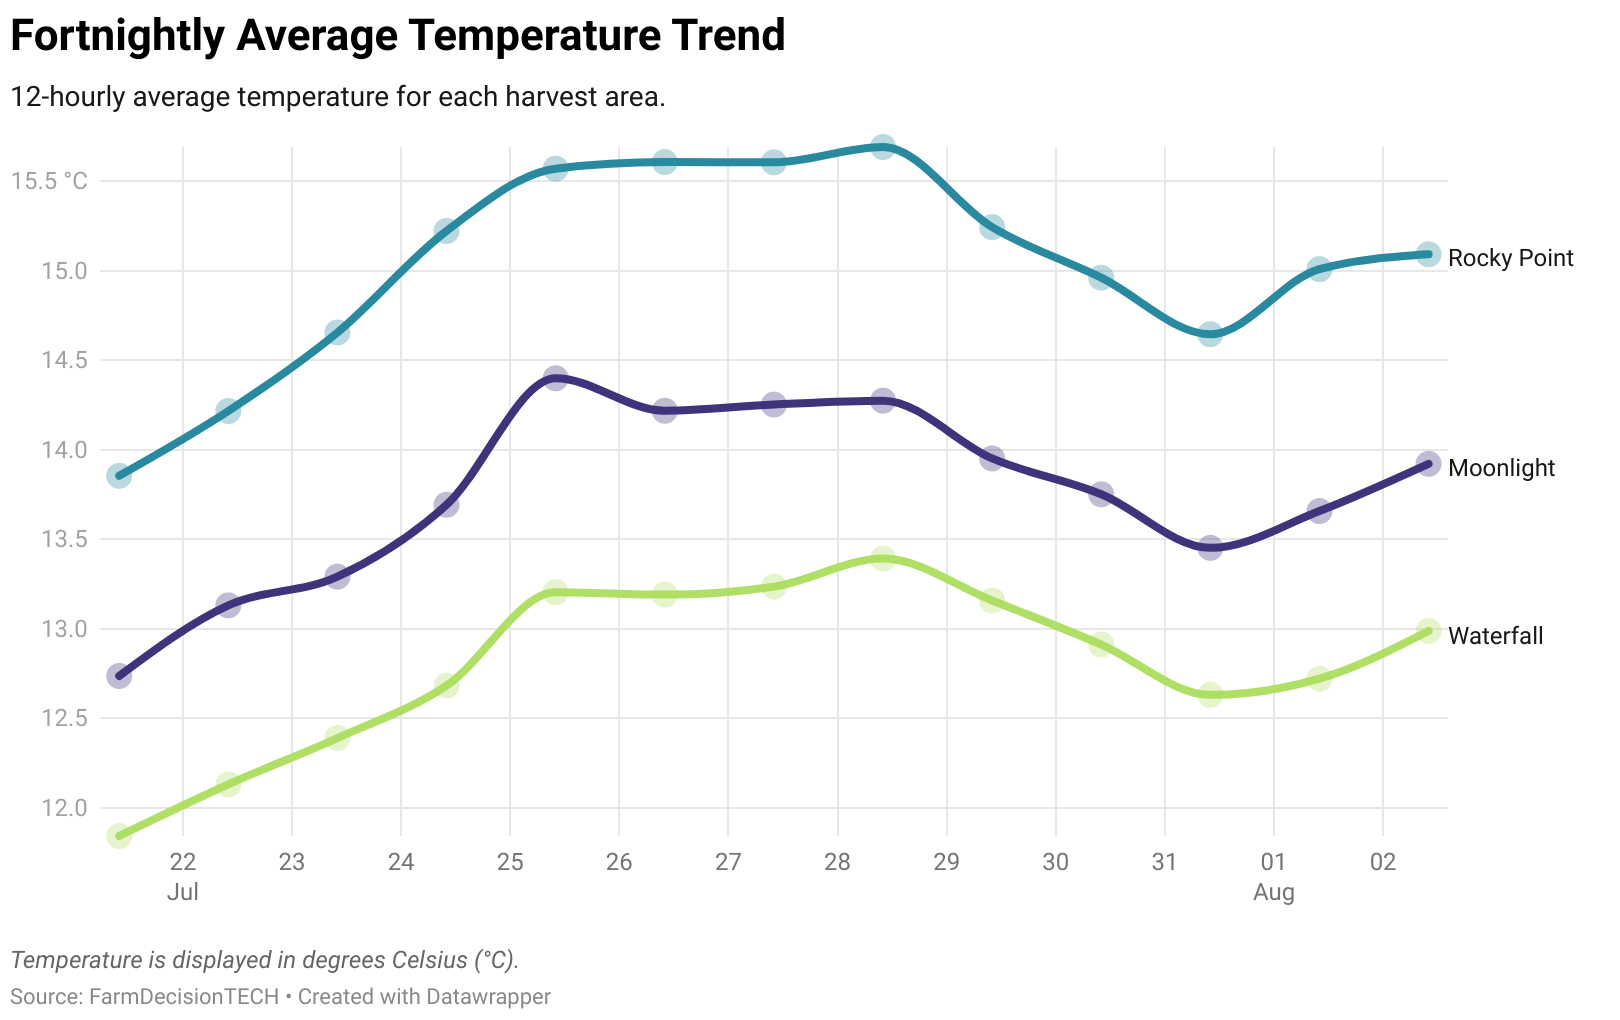 Fortnightly Average Temperature Trend
12-hourly average temperature for each harvest area.
15.5 °C
15.0
14.5
14.0
13.5
13.0
12.5
12.0
Rocky Point
Moonlight
Waterfall
22 23 24 25 26 27 28 29 30 31 01 02
Jul Aug
Temperature is displayed in degrees Celsius (°C).
Source: FarmDecisionTECH • Created with Datawrapper